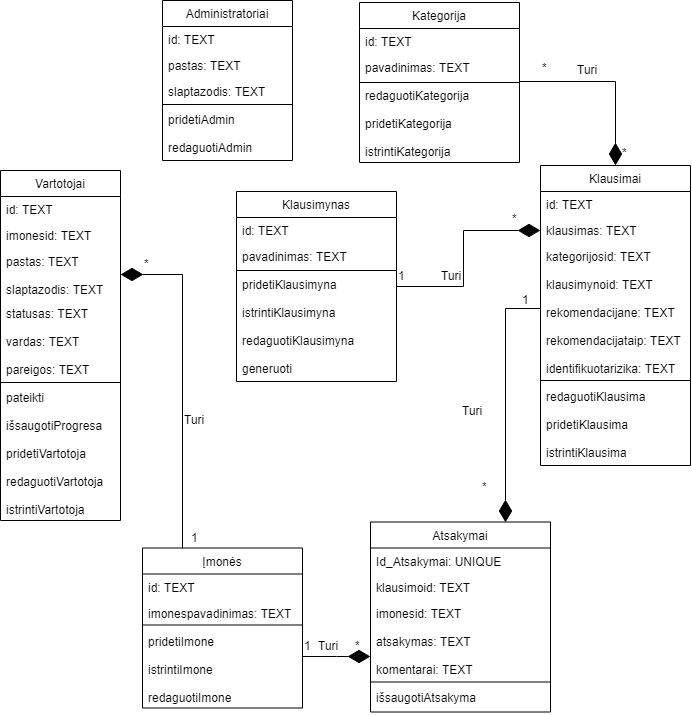 Administratoriai
id: TEXT
pastas: TEXT
slaptazodis: TEXT
pridetiAdmin
redaguotiAdmin
Kategorija
id: TEXT
pavadinimas: TEXT
redaguotiKategorija
pridetiKategorija
istrintiKategorija
*
Turi
*
Vartotojai
id: TEXT
imonesid: TEXT
pastas: TEXT
slaptazodis: TEXT
statusas: TEXT
vardas: TEXT
pareigos: TEXT
pateikti
išsaugotiProgresa
pridetiVartotoja
redaguotiVartotoja
istrintiVartotoja
*
Turi
1
Klausimynas
id: TEXT
pavadinimas: TEXT
pridetiKlausimyna
istrintiKlausimyna
redaguotiKlausimyna
generuoti
1
Turi
*
Klausimai
id: TEXT
klausimas: TEXT
kategorijosid: TEXT
klausimynoid: TEXT
rekomendacijane: TEXT
rekomendacijataip: TEXT
identifikuotarizika: TEXT
redaguotiKlausima
pridetiKlausima
istrintiKlausima
1
Turi
*
Įmonės
id: TEXT
imonespavadinimas: TEXT
pridetiImone
istrintiImone
redaguotiImone
1
Turi
*
Atsakymai
Id_Atsakymai: UNIQUE
klausimoid: TEXT
imonesid: TEXT
atsakymas: TEXT
komentarai: TEXT
išsaugotiAtsakyma